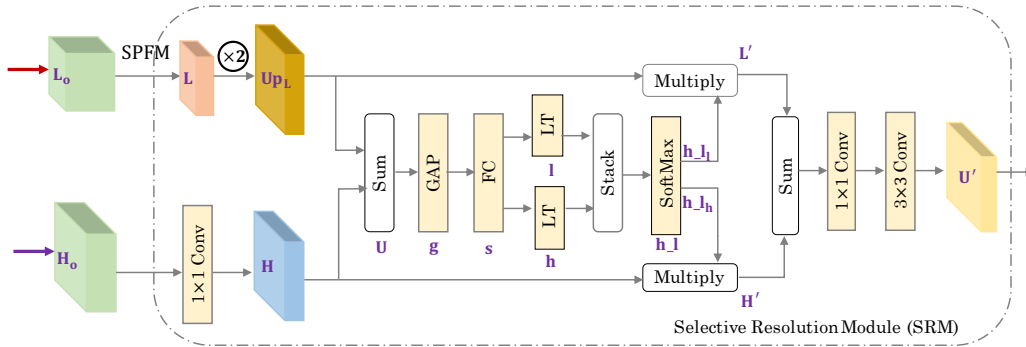 SPFM
×2
L′
Lₒ
L
Up_L
Multiply
LT
l
h_l_l
Sum
GAP
FC
Stack
SoftMax
Sum
1×1 Conv
3×3 Conv
U′
h_l_h
LT
U
g
s
h
h_l
Hₒ
1×1 Conv
H
Multiply
H′
Selective Resolution Module (SRM)